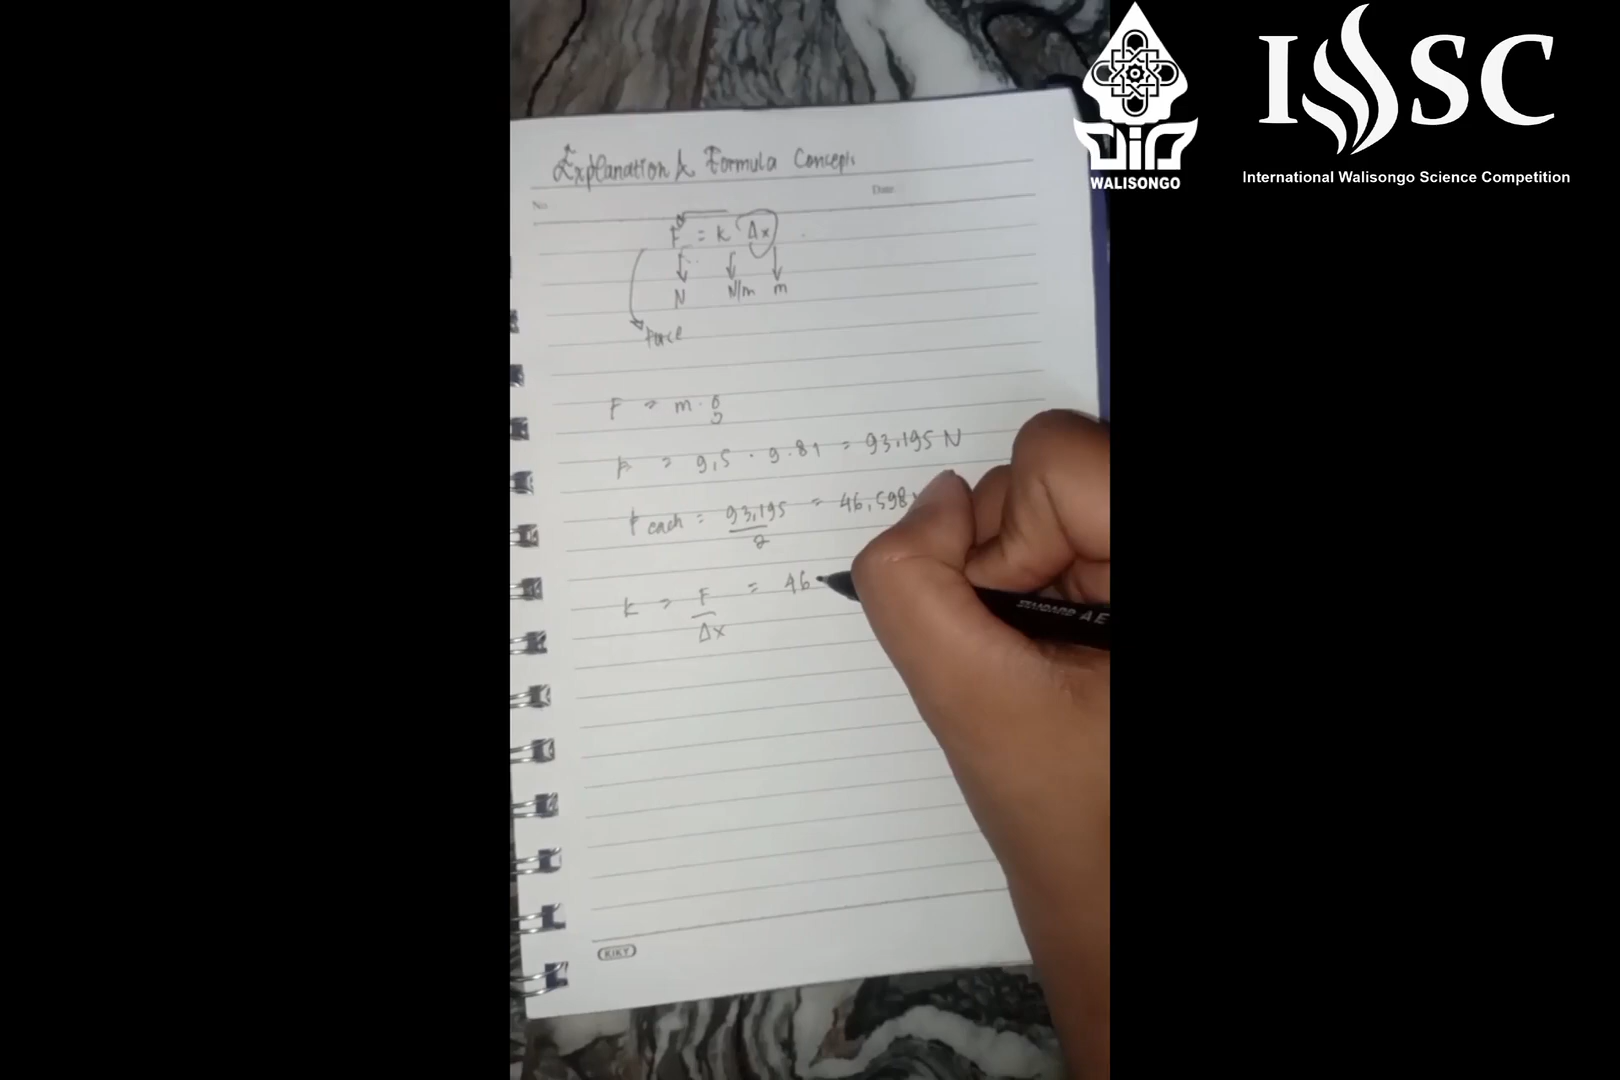 Explanation & Formula Concepts
No
Date
F = k Δx
N N/m m
Force
F = m . g
F = 9,5 . 9.81 = 93,195 N
F each = 93,195 / 2 = 46,598
k = F / Δx = 46
KIKY
STANDARD AE
WALISONGO
ISSC
International Walisongo Science Competition